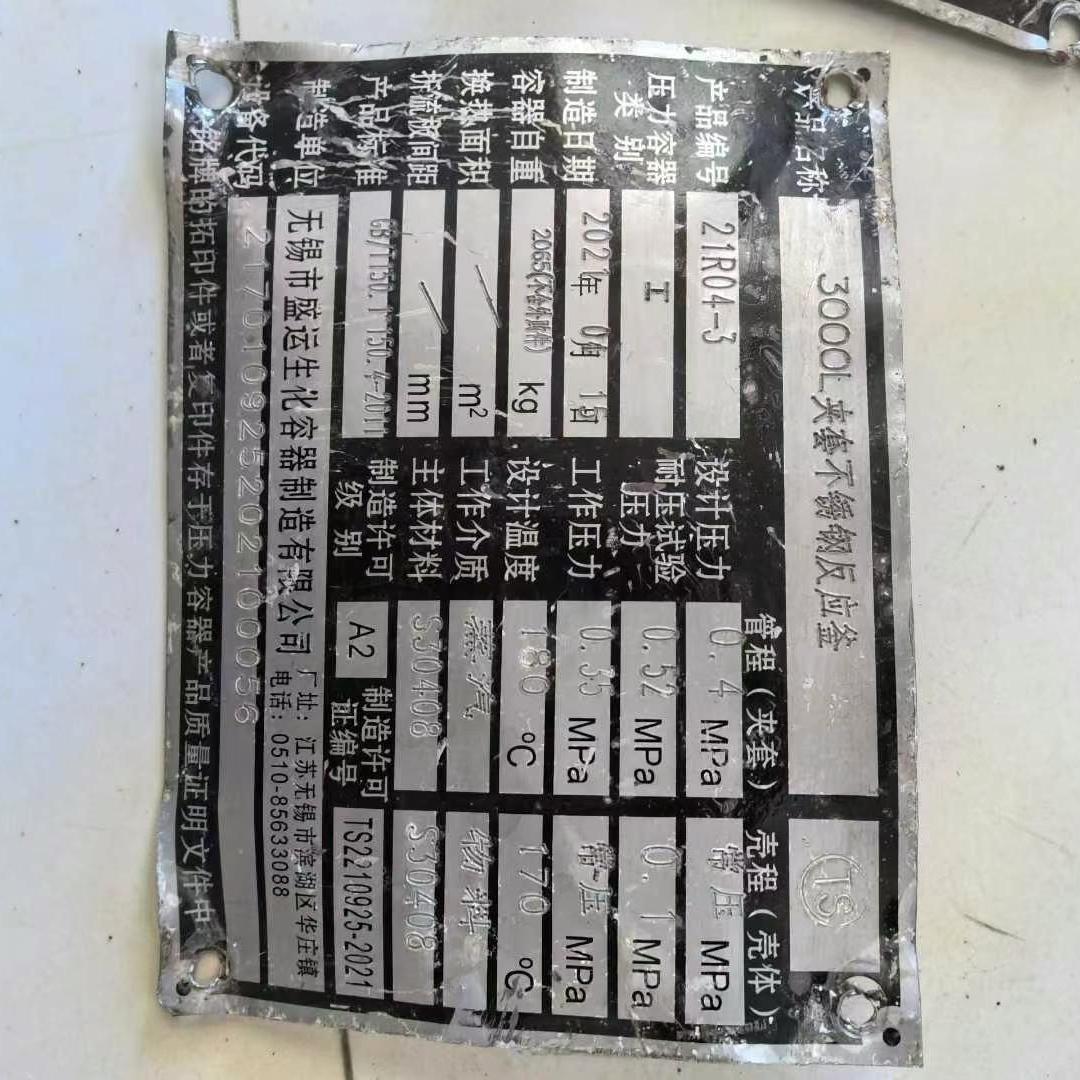 产品名称 3000L夹套不锈钢反应釜 TS
管程(夹套) 壳程(壳体)
产品编号 21R04-3 设计压力 0.4 MPa 常压 MPa
压力容器类别 I 耐压试验压力 0.52 MPa 0.1 MPa
制造日期 2021年 0月 15日 工作压力 0.35 MPa 常压 MPa
容器自重 2065(不含外附件) kg 设计温度 180 ℃ 170 ℃
换热面积 / m² 工作介质 蒸汽 物料
折流板间距 / mm 主体材料 S30408 S30408
产品标准 GB/T150.1-150.4-2011 制造许可级别 A2 制造许可证编号 TS2210925-2021
制造单位 无锡市盛运生化容器制造有限公司 厂址:江苏无锡市滨湖区华庄镇
电话:0510-85633088
设备代码 217010925202100056
铭牌的拓印件或者复印件存于压力容器产品质量证明文件中